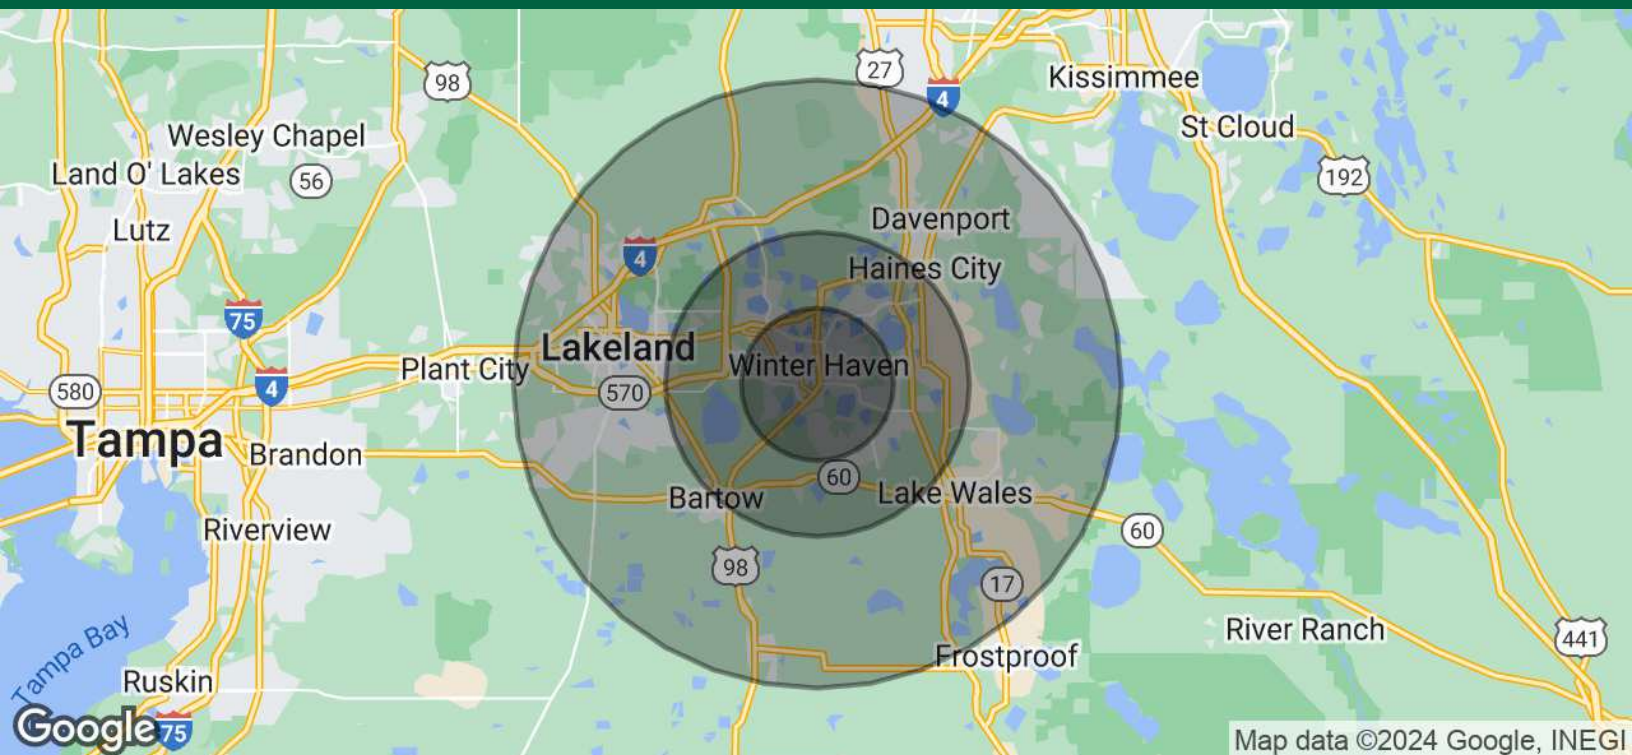 27
Kissimmee
98
4
St Cloud
Wesley Chapel
Land O' Lakes
56
192
Lutz
Davenport
4
Haines City
75
Lakeland
Winter Haven
Plant City
4
580
570
Tampa
Brandon
60
Bartow
Lake Wales
Riverview
60
98
17
River Ranch
441
Tampa Bay
Frostproof
Ruskin
Google
75
Map data ©2024 Google, INEGI